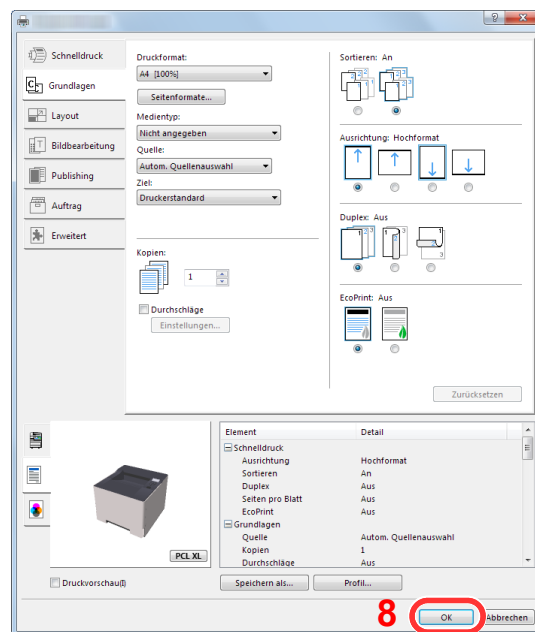 ?
Schnelldruck
Grundlagen
Layout
Bildbearbeitung
Publishing
Auftrag
Erweitert
Druckformat:
A4 [100%]
Seitenformate...
Medientyp:
Nicht angegeben
Quelle:
Autom. Quellenauswahl
Ziel:
Druckerstandard
Kopien:
1
Durchschläge
Einstellungen...
Sortieren: An
Ausrichtung: Hochformat
Duplex: Aus
EcoPrint: Aus
Zurücksetzen
PCL XL
Druckvorschau(I)
Element Detail
Schnelldruck
Ausrichtung Hochformat
Sortieren An
Duplex Aus
Seiten pro Blatt Aus
EcoPrint Aus
Grundlagen
Quelle Autom. Quellenauswahl
Kopien 1
Durchschläge Aus
Speichern als... Profil...
8 OK Abbrechen